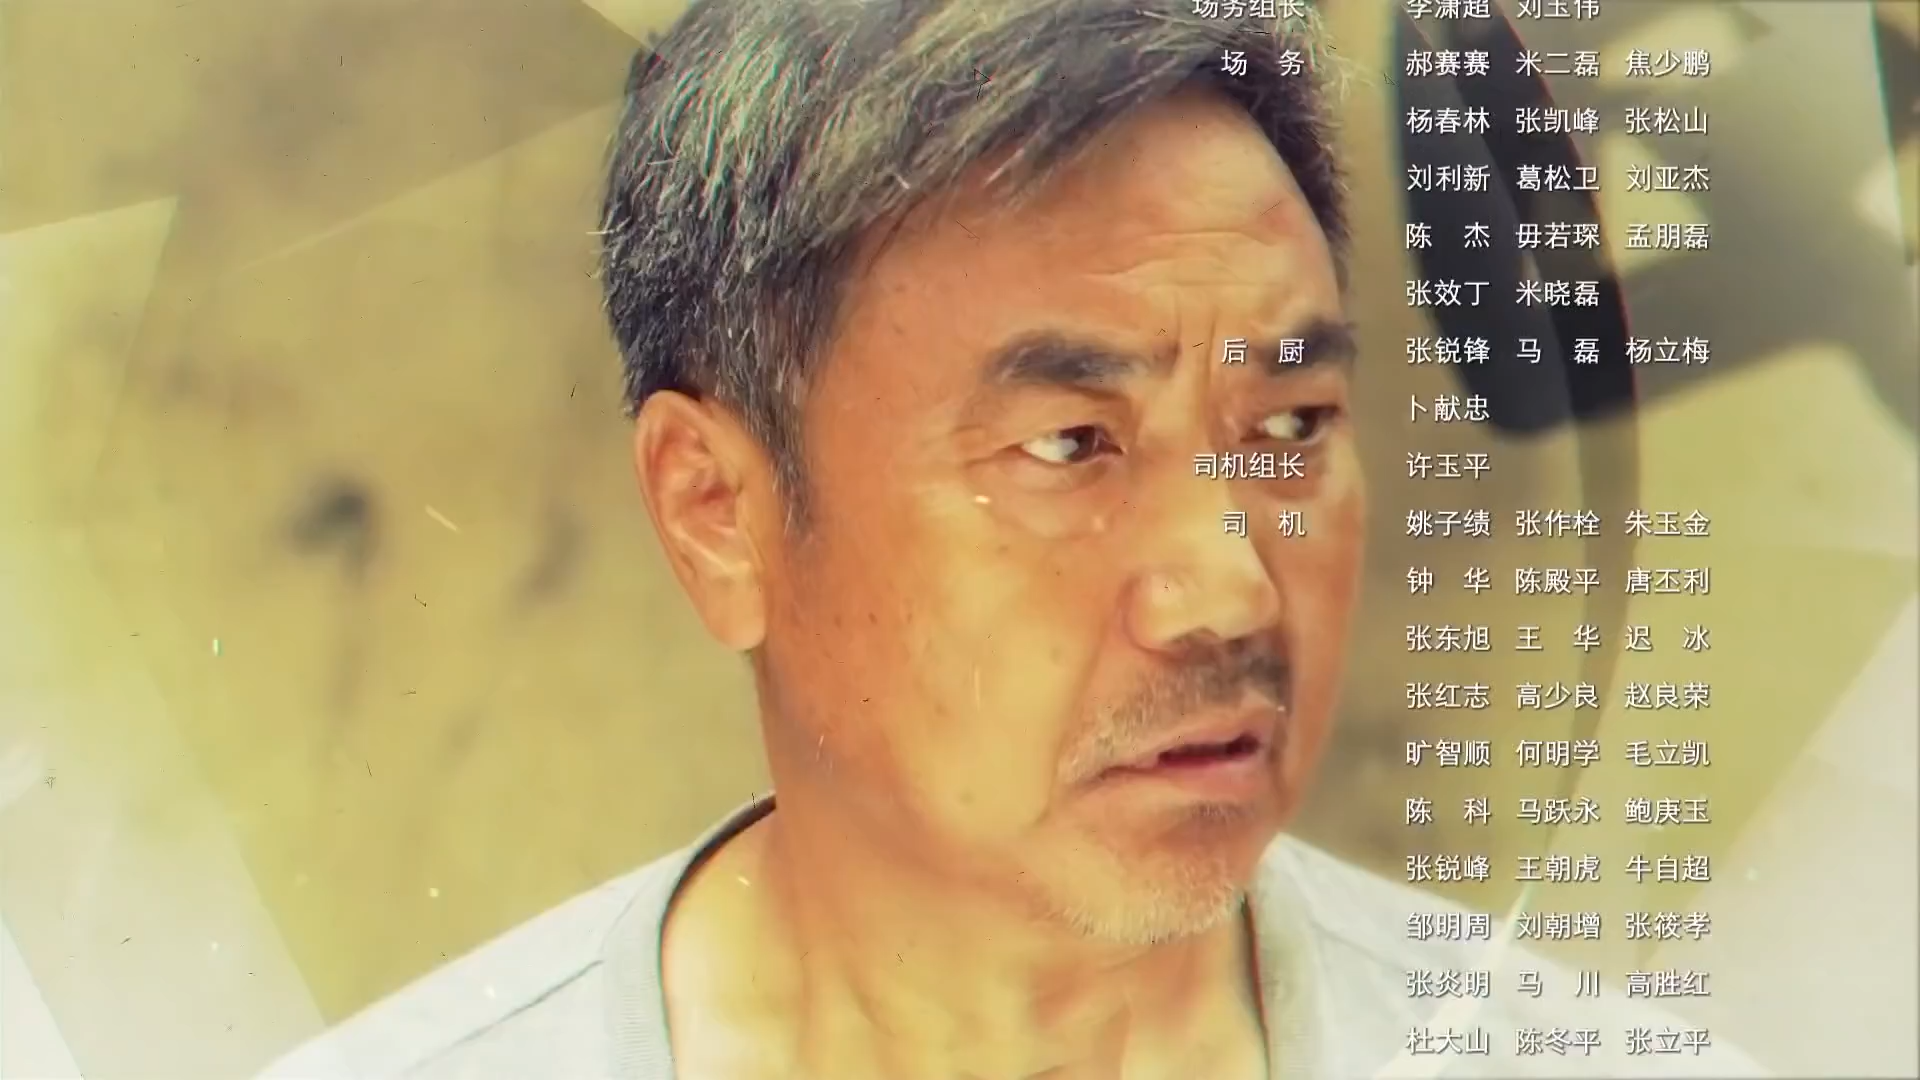 场务组长 李潇超 刘玉伟
场 务 郝赛赛 米二磊 焦少鹏
杨春林 张凯峰 张松山
刘利新 葛松卫 刘亚杰
陈 杰 毋若琛 孟朋磊
张效丁 米晓磊
后 厨 张锐锋 马 磊 杨立梅
卜献忠
司机组长 许玉平
司 机 姚子绩 张作栓 朱玉金
钟 华 陈殿平 唐丕利
张东旭 王 华 迟 冰
张红志 高少良 赵良荣
旷智顺 何明学 毛立凯
陈 科 马跃永 鲍庚玉
张锐峰 王朝虎 牛自超
邹明周 刘朝增 张筱孝
张炎明 马 川 高胜红
杜大山 陈冬平 张立平